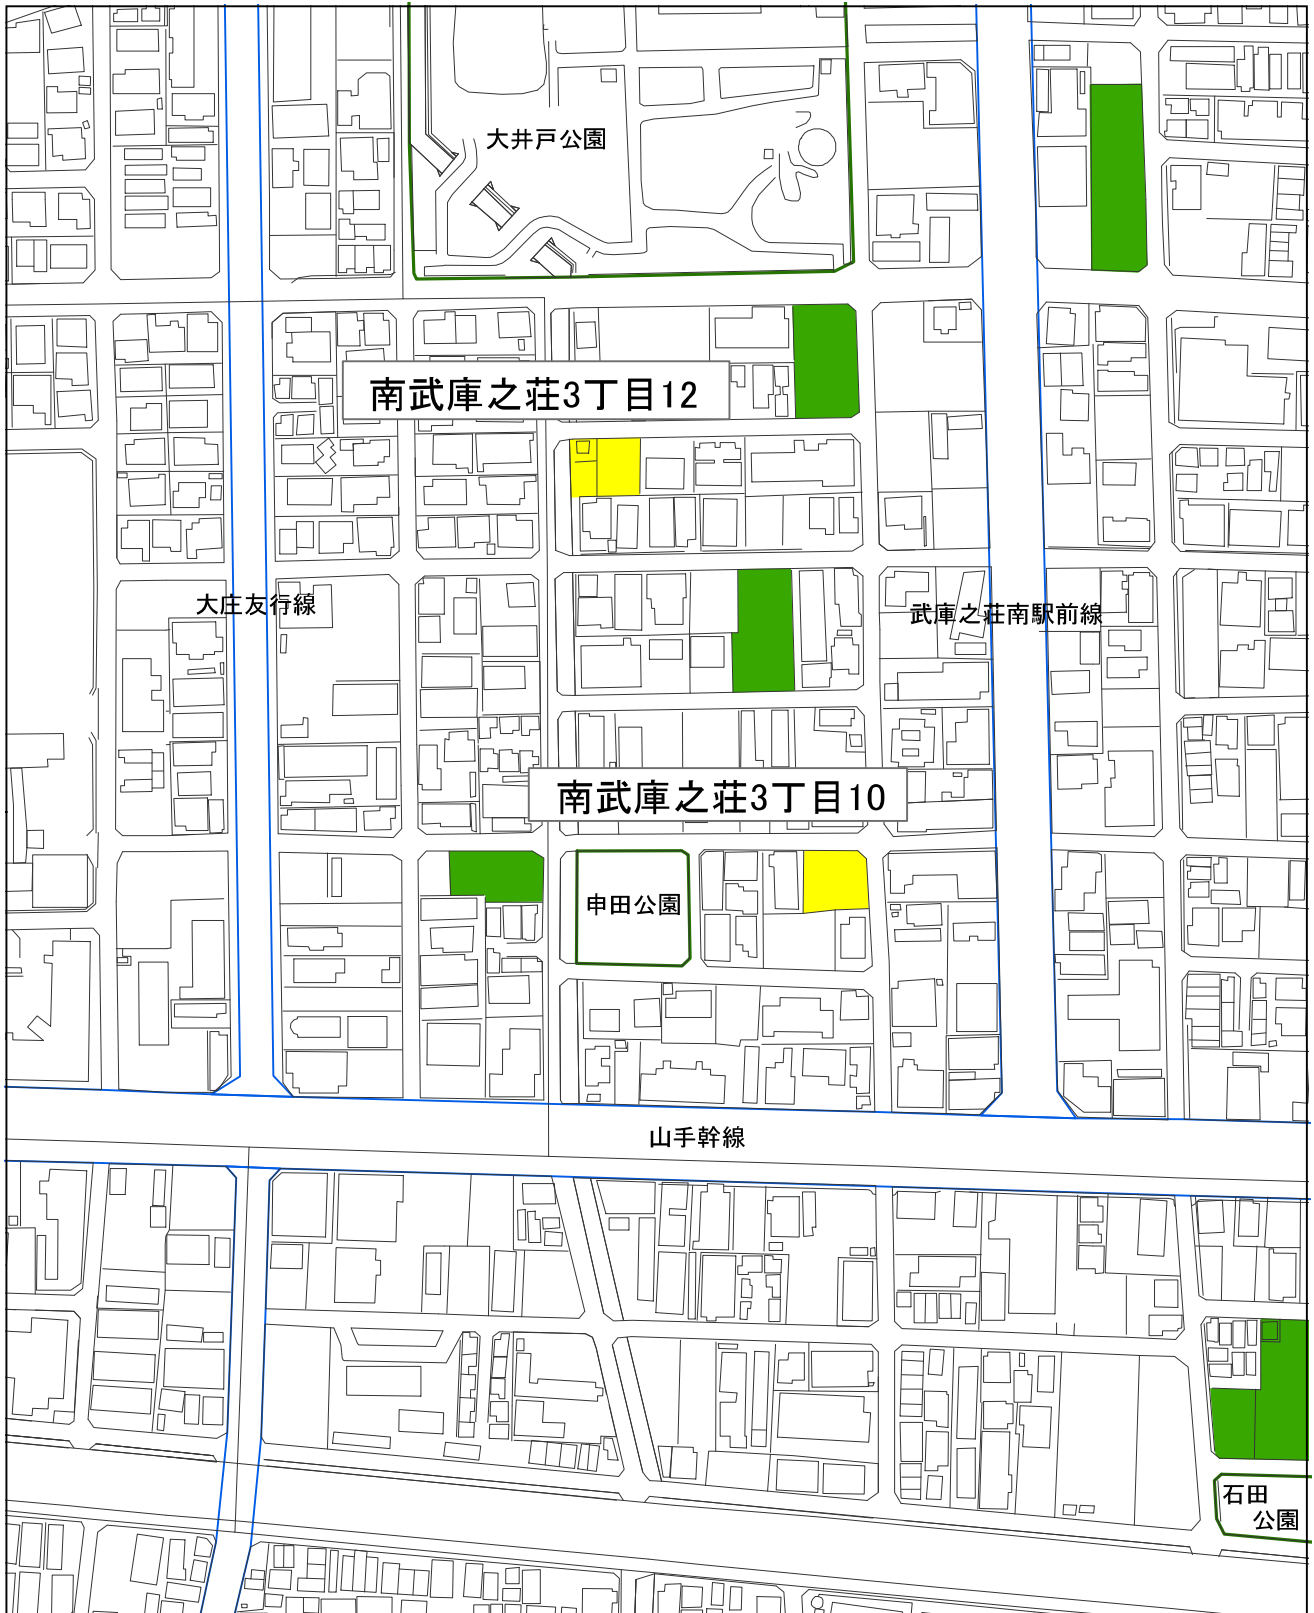 大井戸公園
南武庫之荘3丁目12
大庄友行線
武庫之荘南駅前線
南武庫之荘3丁目10
申田公園
山手幹線
石田
公園